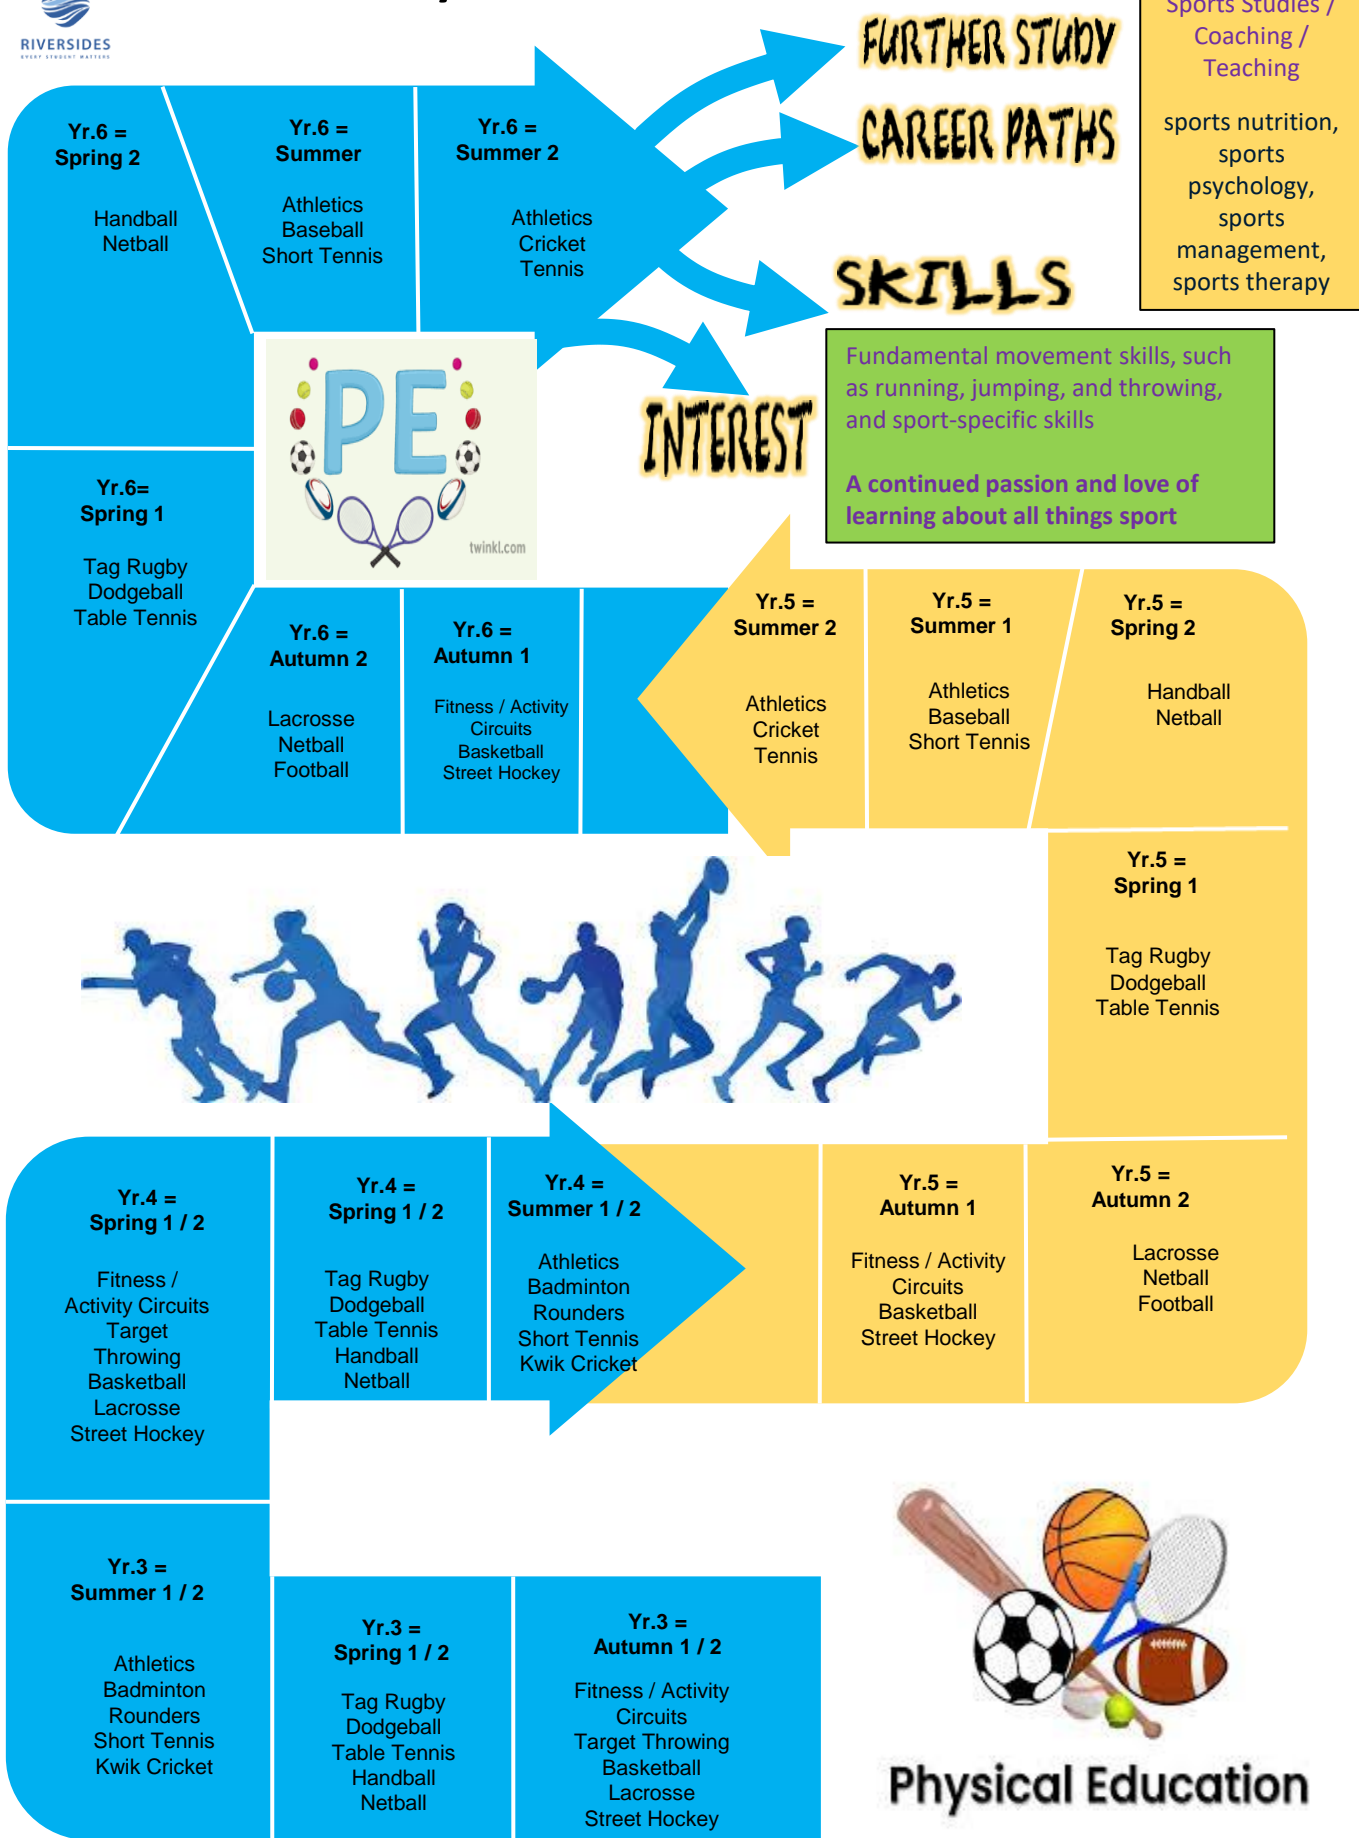 RIVERSIDES
EVERY STUDENT MATTERS
FURTHER STUDY
CAREER PATHS
SKILLS
INTEREST
Sports Studies /
Coaching /
Teaching
sports nutrition,
sports
psychology,
sports
management,
sports therapy
Fundamental movement skills, such
as running, jumping, and throwing,
and sport-specific skills
A continued passion and love of
learning about all things sport
Yr.6 =
Spring 2
Handball
Netball
Yr.6 =
Summer
Athletics
Baseball
Short Tennis
Yr.6 =
Summer 2
Athletics
Cricket
Tennis
PE
twinkl.com
Yr.6=
Spring 1
Tag Rugby
Dodgeball
Table Tennis
Yr.6 =
Autumn 2
Lacrosse
Netball
Football
Yr.6 =
Autumn 1
Fitness / Activity
Circuits
Basketball
Street Hockey
Yr.5 =
Summer 2
Athletics
Cricket
Tennis
Yr.5 =
Summer 1
Athletics
Baseball
Short Tennis
Yr.5 =
Spring 2
Handball
Netball
Yr.5 =
Spring 1
Tag Rugby
Dodgeball
Table Tennis
Yr.4 =
Spring 1 / 2
Fitness /
Activity Circuits
Target
Throwing
Basketball
Lacrosse
Street Hockey
Yr.4 =
Spring 1 / 2
Tag Rugby
Dodgeball
Table Tennis
Handball
Netball
Yr.4 =
Summer 1 / 2
Athletics
Badminton
Rounders
Short Tennis
Kwik Cricket
Yr.5 =
Autumn 1
Fitness / Activity
Circuits
Basketball
Street Hockey
Yr.5 =
Autumn 2
Lacrosse
Netball
Football
Yr.3 =
Summer 1 / 2
Athletics
Badminton
Rounders
Short Tennis
Kwik Cricket
Yr.3 =
Spring 1 / 2
Tag Rugby
Dodgeball
Table Tennis
Handball
Netball
Yr.3 =
Autumn 1 / 2
Fitness / Activity
Circuits
Target Throwing
Basketball
Lacrosse
Street Hockey
Physical Education